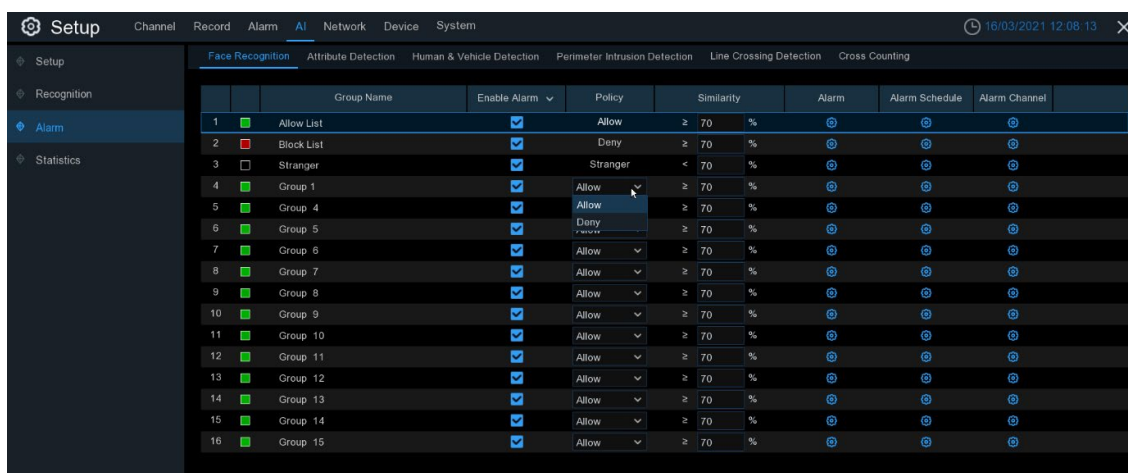 Setup Channel Record Alarm AI Network Device System 16/03/2021 12:08:13
Setup
Recognition
Alarm
Statistics
Face Recognition Attribute Detection Human & Vehicle Detection Perimeter Intrusion Detection Line Crossing Detection Cross Counting
Group Name Enable Alarm Policy Similarity Alarm Alarm Schedule Alarm Channel
1 Allow List Allow ≥ 70 %
2 Block List Deny ≥ 70 %
3 Stranger Stranger < 70 %
4 Group 1 Allow ≥ 70 %
5 Group 4 Allow ≥ 70 %
Deny
6 Group 5 Allow ≥ 70 %
7 Group 6 Allow ≥ 70 %
8 Group 7 Allow ≥ 70 %
9 Group 8 Allow ≥ 70 %
10 Group 9 Allow ≥ 70 %
11 Group 10 Allow ≥ 70 %
12 Group 11 Allow ≥ 70 %
13 Group 12 Allow ≥ 70 %
14 Group 13 Allow ≥ 70 %
15 Group 14 Allow ≥ 70 %
16 Group 15 Allow ≥ 70 %